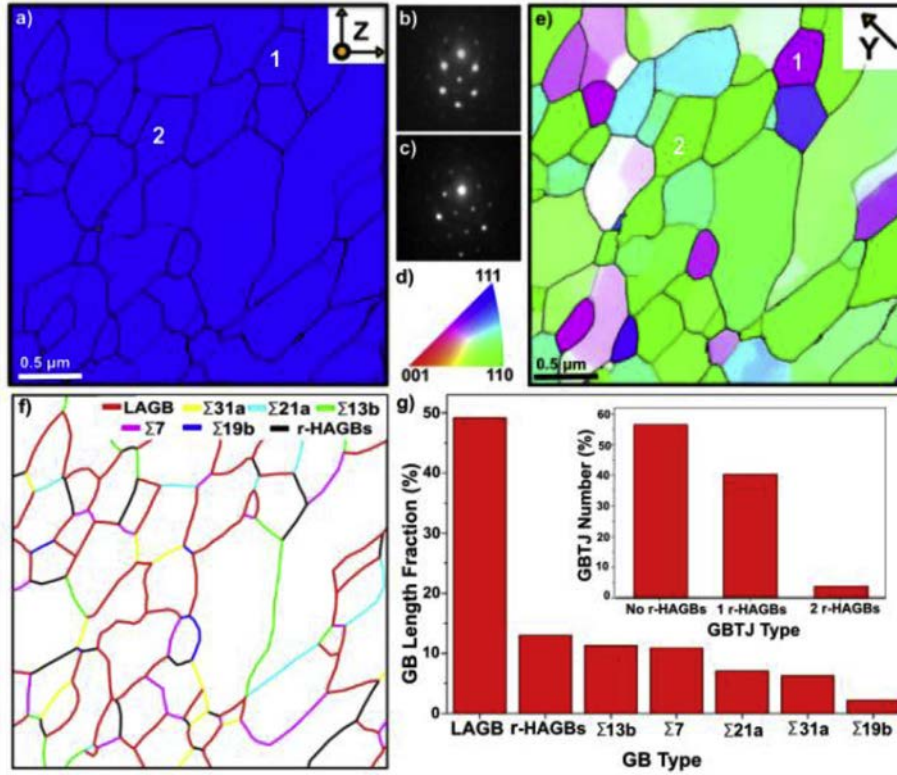 a)
Z
1
2
0.5 µm
b)
c)
d)
111
001
110
e)
Y
1
2
0.5 µm
f)
LAGB Σ31a Σ21a Σ13b
Σ7 Σ19b r-HAGBs
g)
GB Length Fraction (%)
50
40
30
20
10
0
LAGB r-HAGBs Σ13b Σ7 Σ21a Σ31a Σ19b
GB Type
GBTJ Number (%)
60
50
40
30
20
10
0
No r-HAGBs 1 r-HAGBs 2 r-HAGBs
GBTJ Type